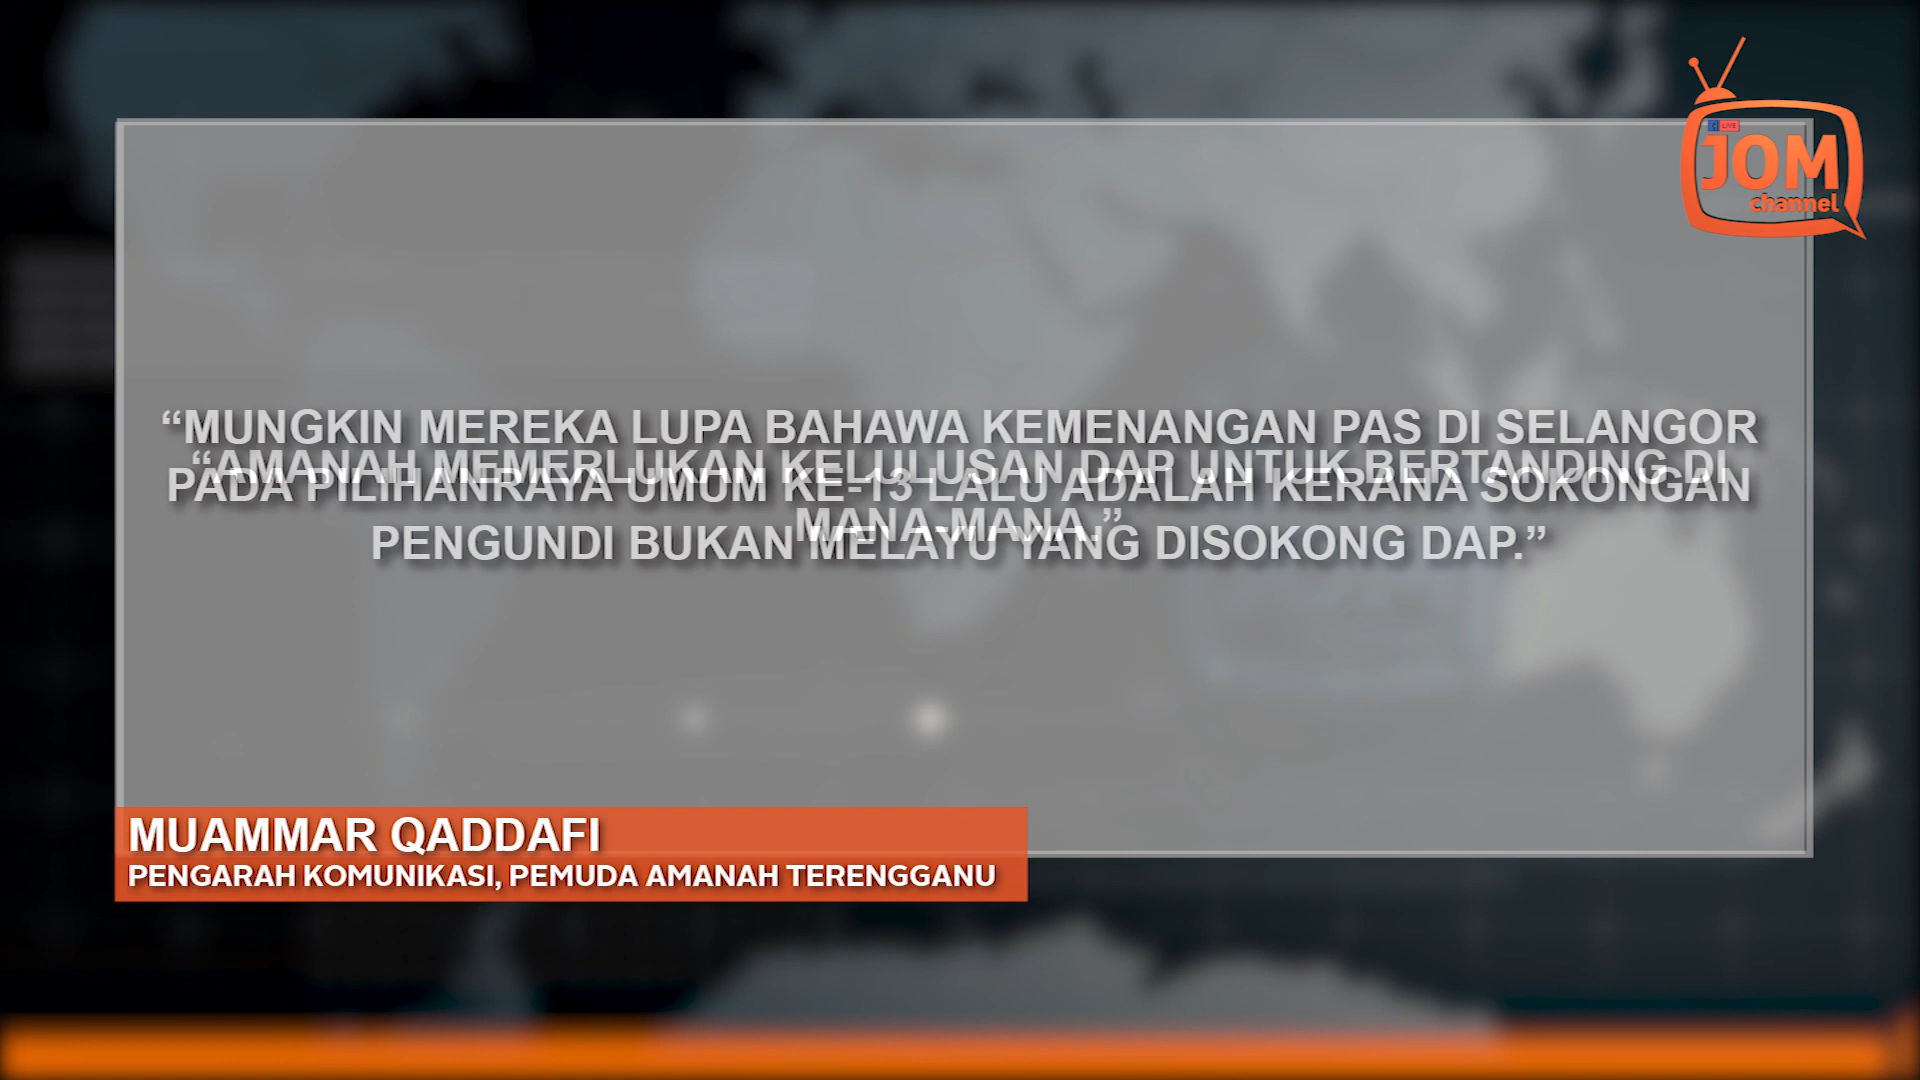 LIVE
JOM
channel
“MUNGKIN MEREKA LUPA BAHAWA KEMENANGAN PAS DI SELANGOR
PADA PILIHANRAYA UMUM KE-13 LALU ADALAH KERANA SOKONGAN
PENGUNDI BUKAN MELAYU YANG DISOKONG DAP.”
“AMANAH MEMERLUKAN KELULUSAN DAP UNTUK BERTANDING DI
MANA-MANA.”
MUAMMAR QADDAFI
PENGARAH KOMUNIKASI, PEMUDA AMANAH TERENGGANU